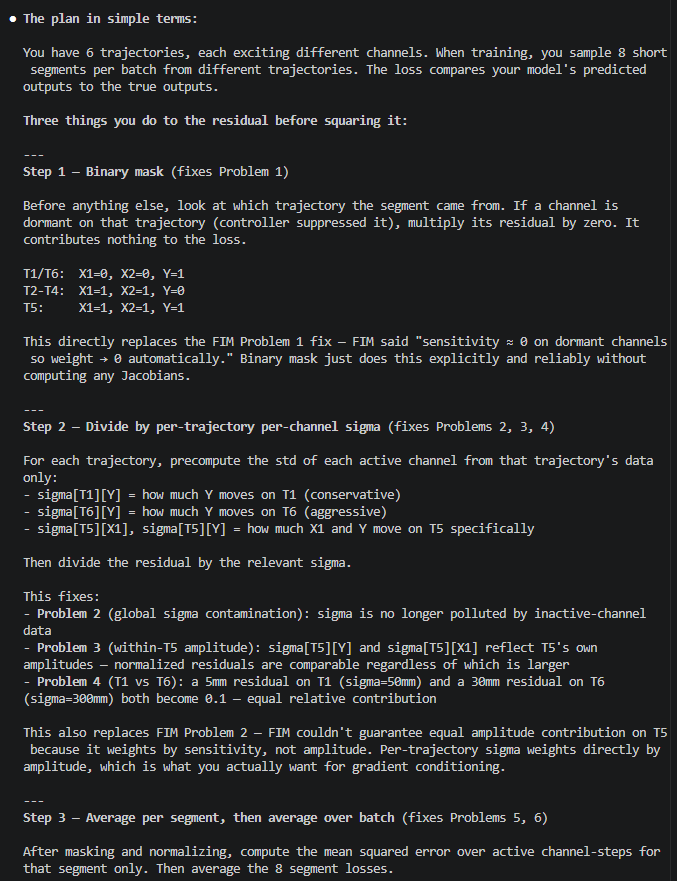 ● The plan in simple terms:
You have 6 trajectories, each exciting different channels. When training, you sample 8 short
segments per batch from different trajectories. The loss compares your model's predicted
outputs to the true outputs.
Three things you do to the residual before squaring it:
---
Step 1 — Binary mask (fixes Problem 1)
Before anything else, look at which trajectory the segment came from. If a channel is
dormant on that trajectory (controller suppressed it), multiply its residual by zero. It
contributes nothing to the loss.
T1/T6:  X1=0, X2=0, Y=1
T2-T4:  X1=1, X2=1, Y=0
T5:     X1=1, X2=1, Y=1
This directly replaces the FIM Problem 1 fix — FIM said "sensitivity ≈ 0 on dormant channels
so weight → 0 automatically." Binary mask just does this explicitly and reliably without
computing any Jacobians.
---
Step 2 — Divide by per-trajectory per-channel sigma (fixes Problems 2, 3, 4)
For each trajectory, precompute the std of each active channel from that trajectory's data
only:
- sigma[T1][Y] = how much Y moves on T1 (conservative)
- sigma[T6][Y] = how much Y moves on T6 (aggressive)
- sigma[T5][X1], sigma[T5][Y] = how much X1 and Y move on T5 specifically
Then divide the residual by the relevant sigma.
This fixes:
- Problem 2 (global sigma contamination): sigma is no longer polluted by inactive-channel
data
- Problem 3 (within-T5 amplitude): sigma[T5][Y] and sigma[T5][X1] reflect T5's own
amplitudes — normalized residuals are comparable regardless of which is larger
- Problem 4 (T1 vs T6): a 5mm residual on T1 (sigma=50mm) and a 30mm residual on T6
(sigma=300mm) both become 0.1 — equal relative contribution
This also replaces FIM Problem 2 — FIM couldn't guarantee equal amplitude contribution on T5
because it weights by sensitivity, not amplitude. Per-trajectory sigma weights directly by
amplitude, which is what you actually want for gradient conditioning.
---
Step 3 — Average per segment, then average over batch (fixes Problems 5, 6)
After masking and normalizing, compute the mean squared error over active channel-steps for
that segment only. Then average the 8 segment losses.